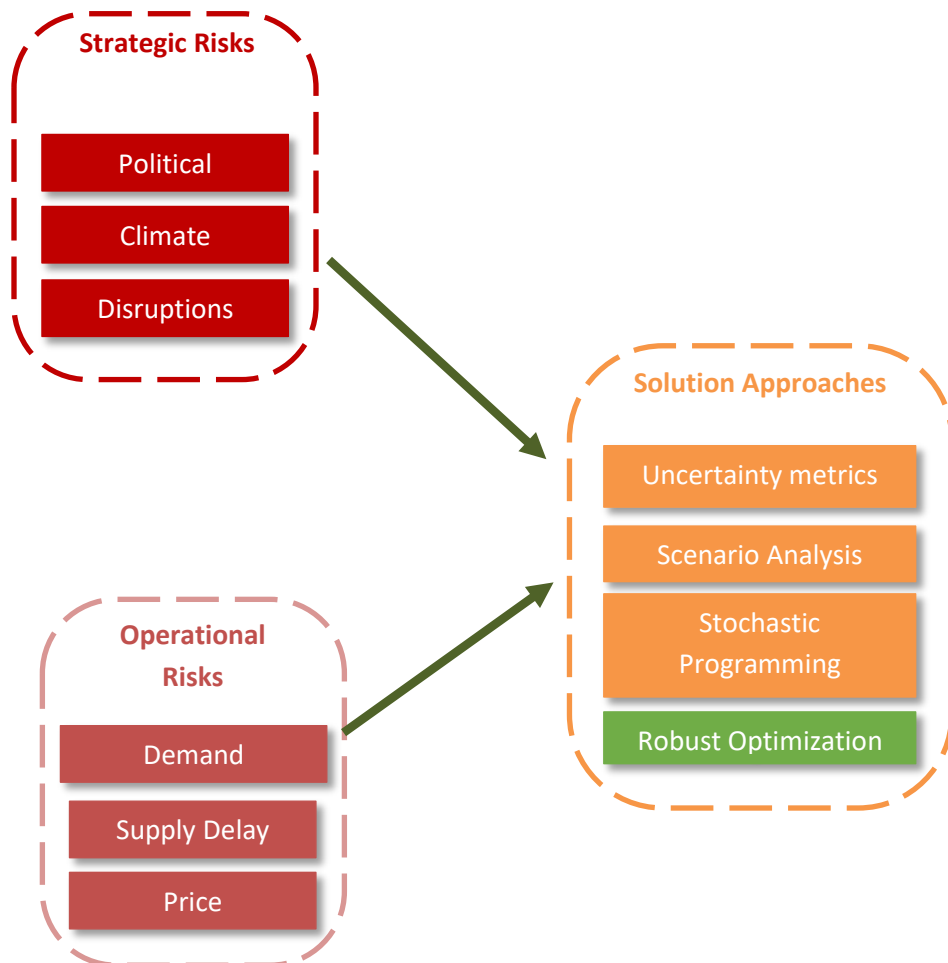 Strategic Risks
Political
Climate
Disruptions
Solution Approaches
Uncertainty metrics
Scenario Analysis
Stochastic
Programming
Robust Optimization
Operational
Risks
Demand
Supply Delay
Price